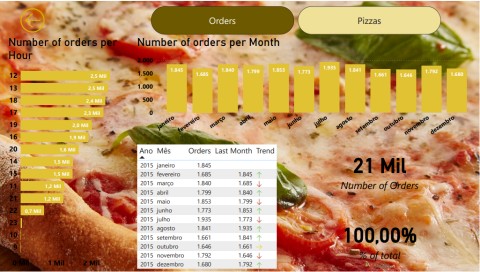 Orders
Pizzas
Number of orders per Hour
Number of orders per Month
12 2,5 Mil
13 2,5 Mil
18 2,4 Mil
17 2,3 Mil
19 2,0 Mil
16 1,9 Mil
20 1,6 Mil
14 1,5 Mil
15 1,5 Mil
11 1,2 Mil
21 1,2 Mil
22 0,7 Mil
1 Mil
2 Mil
1.500
1.000
500
0
1.845
1.685
1.840
1.799
1.853
1.773
1.935
1.841
1.661
1.646
1.792
1.680
janeiro
fevereiro
março
abril
maio
junho
julho
agosto
setembro
outubro
novembro
dezembro
Ano Mês Orders Last Month Trend
2015 janeiro 1.845
2015 fevereiro 1.685 1.845 ↑
2015 março 1.840 1.685 ↓
2015 abril 1.799 1.840 ↑
2015 maio 1.853 1.799 ↓
2015 junho 1.773 1.853 ↑
2015 julho 1.935 1.773 ↓
2015 agosto 1.841 1.935 ↑
2015 setembro 1.661 1.841 ↑
2015 outubro 1.646 1.661
2015 novembro 1.792 1.646 ↓
2015 dezembro 1.680 1.792 ↑
21 Mil
Number of Orders
100,00%
% of total